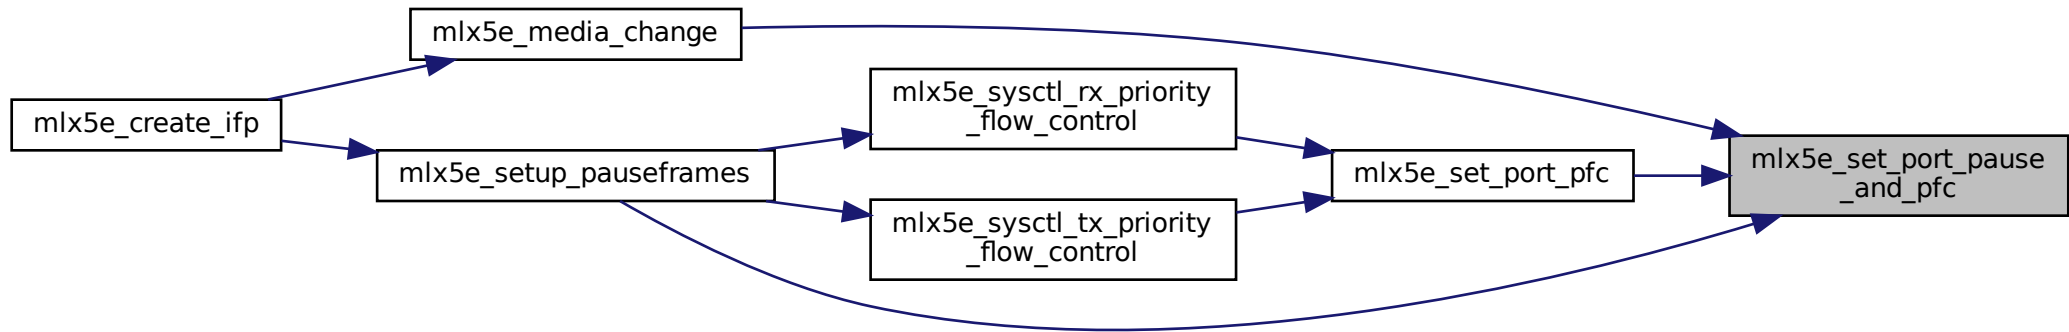 mlx5e_media_change
mlx5e_create_ifp
mlx5e_setup_pauseframes
mlx5e_sysctl_rx_priority
_flow_control
mlx5e_sysctl_tx_priority
_flow_control
mlx5e_set_port_pfc
mlx5e_set_port_pause
_and_pfc